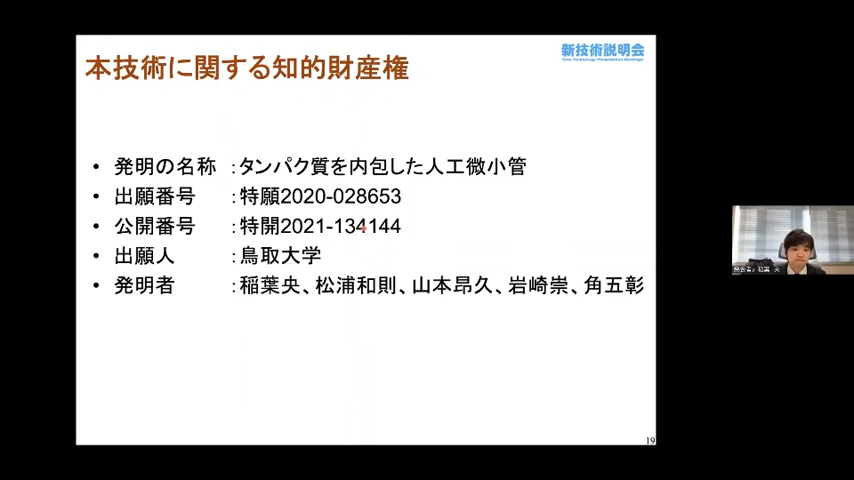 本技術に関する知的財産権
新技術説明会
New Technology Presentation Meetings!
• 発明の名称 :タンパク質を内包した人工微小管
• 出願番号 :特願2020-028653
• 公開番号 :特開2021-134144
• 出願人 :鳥取大学
• 発明者 :稲葉央、松浦和則、山本昂久、岩崎崇、角五彰
19